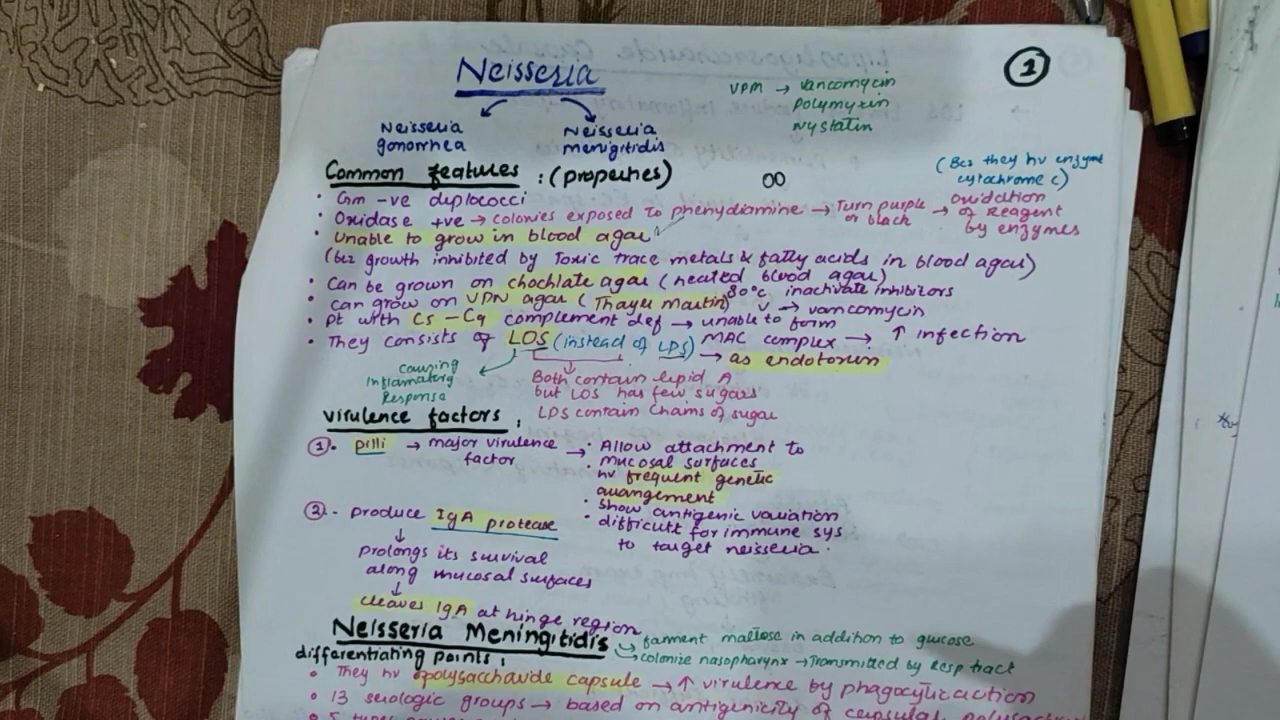 1
Neisseria
VPM → vancomycin
polymyxin
nystatin
Neisseria gonorrhea
Neisseria menigitidis
Common features : (properties)
(Bcz they hv enzyme cytochrome c)
• Gm -ve diplococci
• Oxidase +ve → colonies exposed to phenydiamine → Turn purple or black → oxidation of Reagent by enzymes
• Unable to grow in blood agar
(bcz growth inhibited by Toxic trace metals & fatty acids in blood agar)
• Can be grown on chochlate agar (heated blood agar)
80°C inactivate inhibitors
• can grow on VPN agar (Thayer Martin) V → vancomycin
• Pt with C5 - C9 complement def → unable to form MAC complex → ↑ infection
• They consists of LOS (instead of LPS) → as endotoxin
causing Inflamatory Response
Both contain lipid A
but LOS has few sugars
LPS contain Chains of sugar
Virulence factors :
①. pilli → major virulence factor → • Allow attachment to
• mucosal surfaces
hv frequent genetic
arrangement
• Show antigenic variation
• difficult for immune sys
to target neisseria.
②. produce IgA protease
↓
prolongs its survival
along mucosal surfaces
↓
cleaves IgA at hinge region
Neisseria Meningitidis
→ farment maltose in addition to glucose
→ colonize nasopharynx → Transmitted by Resp tract
differentiating points :
• They hv polysaccharide capsule → ↑ virulence by phagocytic action
• 13 serologic groups → based on antigenicity of capsular